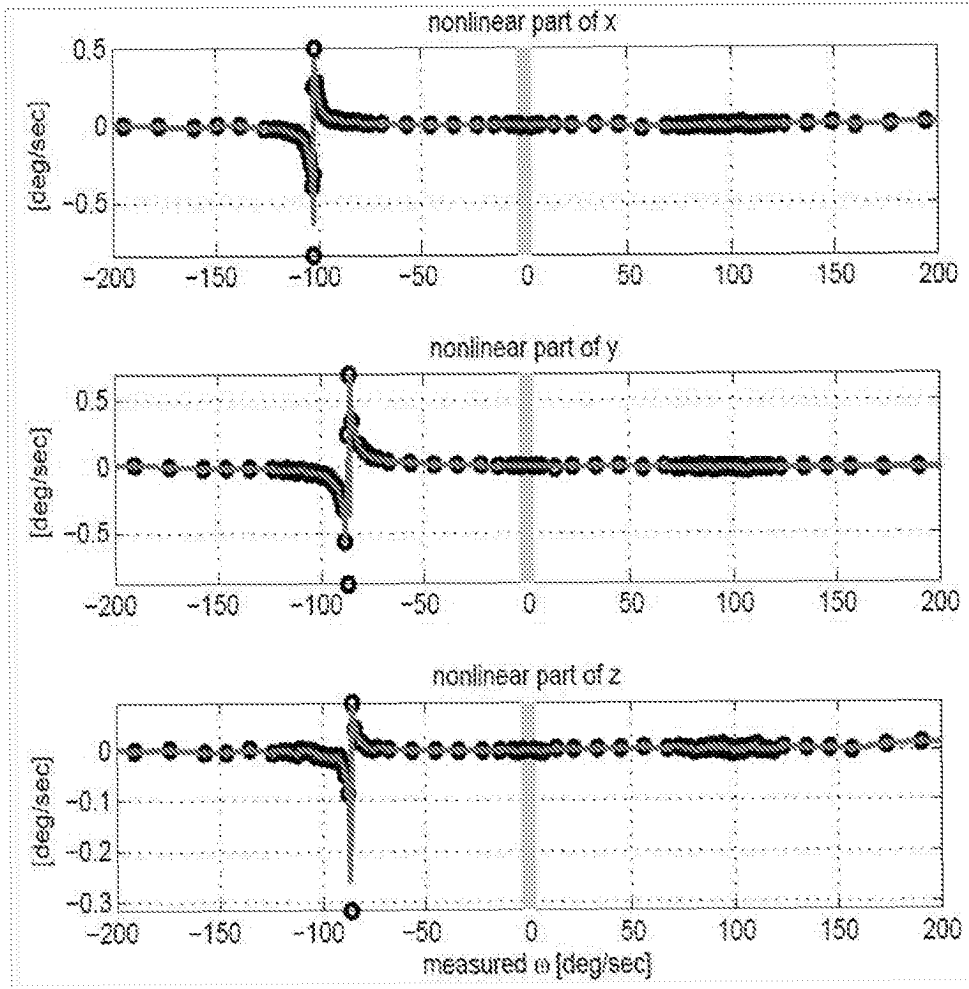 nonlinear part of x
[deg/sec]
0.5
0
−0.5
−200 −150 −100 −50 0 50 100 150 200
nonlinear part of y
[deg/sec]
0.5
0
−0.5
−200 −150 −100 −50 0 50 100 150 200
nonlinear part of z
[deg/sec]
0
−0.1
−0.2
−0.3
−200 −150 −100 −50 0 50 100 150 200
measured ω [deg/sec]